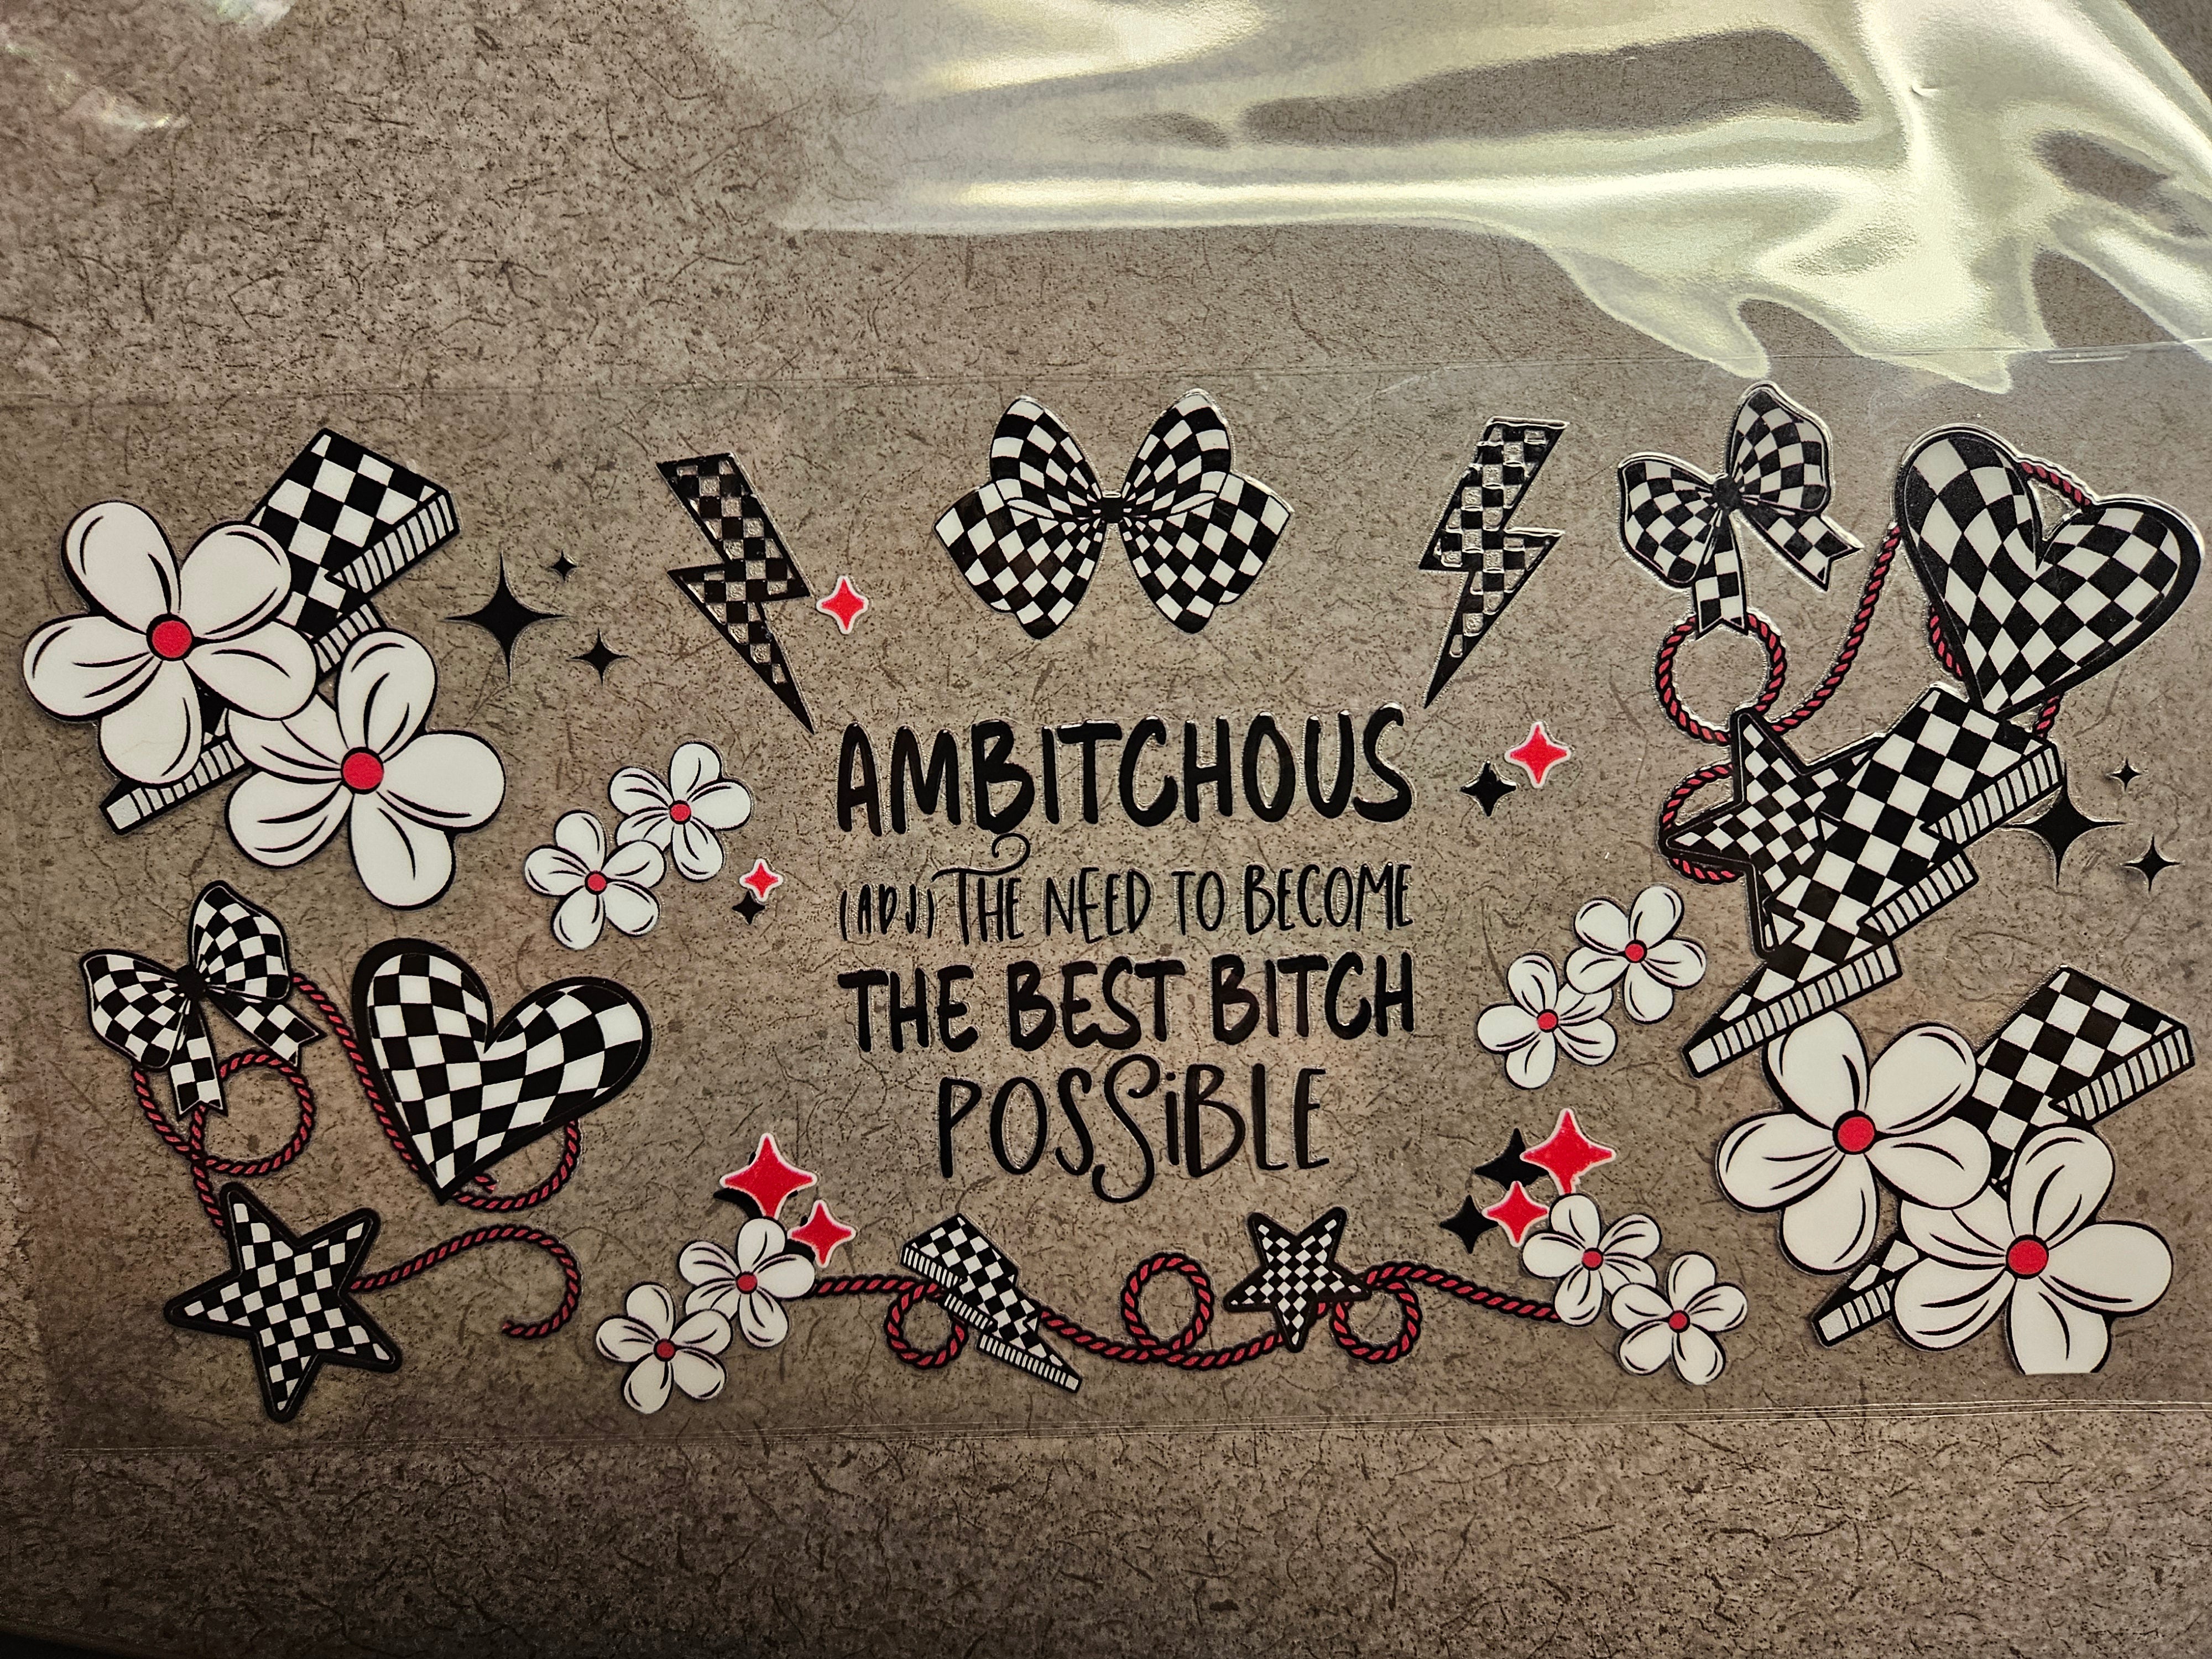 AMBITCHOUS
(ADJ) THE NEED TO BECOME
THE BEST BITCH
POSSiBLE